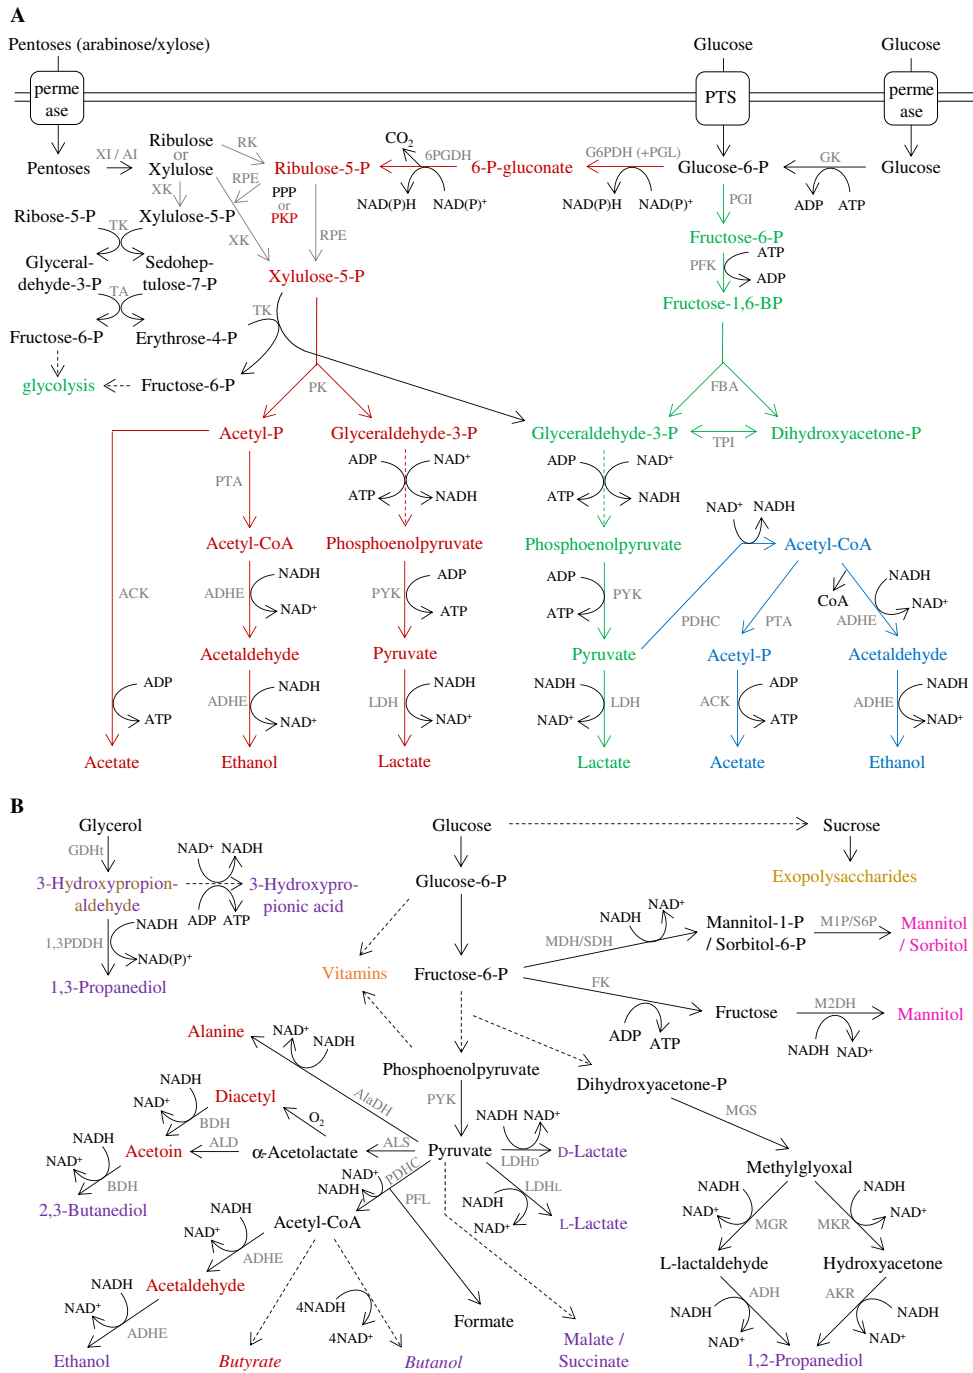 A
Pentoses (arabinose/xylose)
Glucose
Glucose
perme
ase
PTS
perme
ase
Pentoses
XI / AI
Ribulose
or
Xylulose
RK
RPE
XK
XK
Ribulose-5-P
PPP
or
PKP
RPE
CO2
6PGDH
NAD(P)H
NAD(P)+
6-P-gluconate
G6PDH (+PGL)
NAD(P)H
NAD(P)+
Glucose-6-P
GK
ADP
ATP
Glucose
PGI
Ribose-5-P
TK
Xylulose-5-P
Glyceral-
dehyde-3-P
Sedohep-
tulose-7-P
TA
Fructose-6-P
Erythrose-4-P
glycolysis
Fructose-6-P
Xylulose-5-P
TK
PK
Fructose-6-P
PFK
ATP
ADP
Fructose-1,6-BP
FBA
Acetyl-P
Glyceraldehyde-3-P
Glyceraldehyde-3-P
TPI
Dihydroxyacetone-P
PTA
ADP
NAD+
ATP
NADH
ADP
NAD+
ATP
NADH
NAD+
NADH
Acetyl-CoA
Phosphoenolpyruvate
Phosphoenolpyruvate
Acetyl-CoA
ACK
ADHE
NADH
NAD+
PYK
ADP
ATP
ADP
ATP
PYK
PDHC
PTA
CoA
ADHE
NADH
NAD+
Acetaldehyde
Pyruvate
Pyruvate
Acetyl-P
Acetaldehyde
ADP
ATP
ADHE
NADH
NAD+
LDH
NADH
NAD+
NADH
NAD+
LDH
ACK
ADP
ATP
ADHE
NADH
NAD+
Acetate
Ethanol
Lactate
Lactate
Acetate
Ethanol
B
Glycerol
Glucose
Sucrose
GDHt
NAD+
NADH
3-Hydroxypropion-
aldehyde
ADP
ATP
3-Hydroxypro-
pionic acid
Glucose-6-P
Exopolysaccharides
1,3PDDH
NADH
NAD(P)+
1,3-Propanediol
Vitamins
Fructose-6-P
MDH/SDH
NADH
NAD+
Mannitol-1-P
/ Sorbitol-6-P
M1P/S6P
Mannitol
/ Sorbitol
FK
ADP
ATP
Fructose
M2DH
NADH
NAD+
Mannitol
Alanine
NAD+
NADH
AlaDH
Phosphoenolpyruvate
Dihydroxyacetone-P
PYK
MGS
NADH
NAD+
Diacetyl
BDH
O2
NADH
NAD+
Acetoin
ALD
α-Acetolactate
ALS
Pyruvate
NADH
NAD+
LDHD
D-Lactate
BDH
2,3-Butanediol
NAD+
NADH
PDHC
PFL
LDHL
NADH
NAD+
L-Lactate
Methylglyoxal
NADH
NAD+
MGR
MKR
NADH
NAD+
Acetyl-CoA
NADH
NAD+
ADHE
L-lactaldehyde
Hydroxyacetone
Acetaldehyde
NADH
NAD+
ADHE
4NADH
4NAD+
Formate
ADH
NADH
NAD+
AKR
NADH
NAD+
Ethanol
Butyrate
Butanol
Malate /
Succinate
1,2-Propanediol